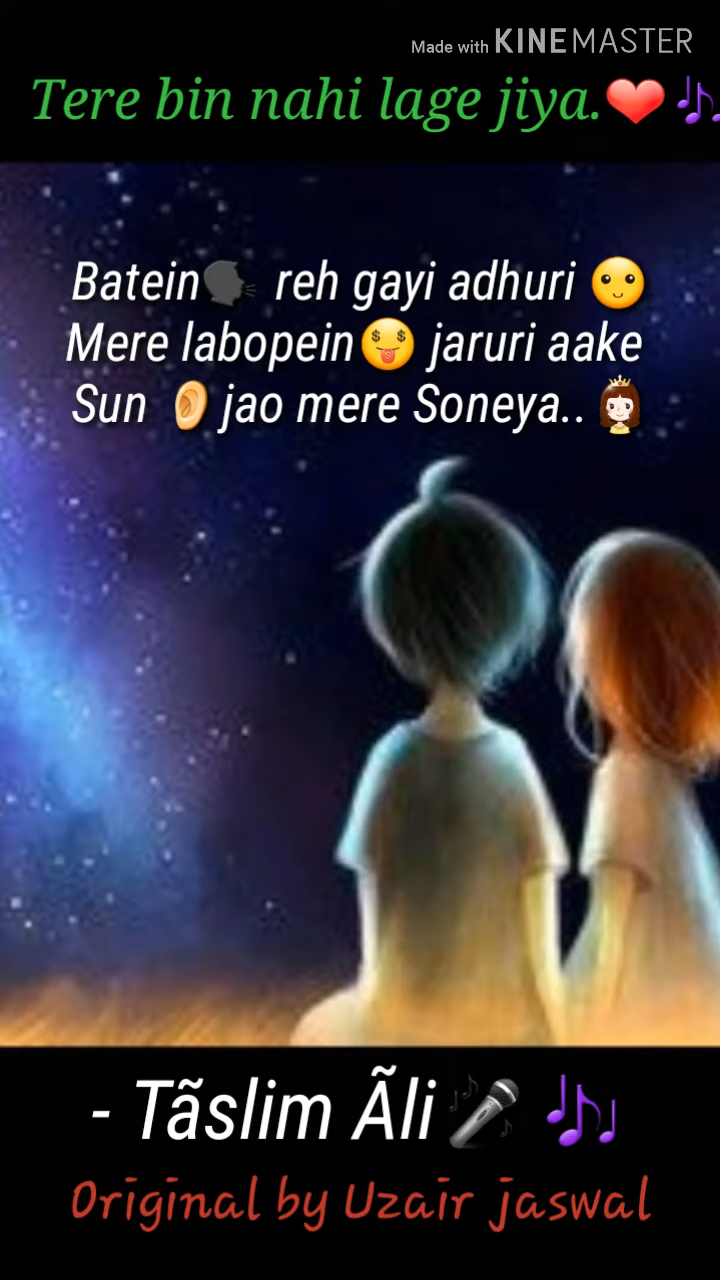 Made with KINEMASTER
Tere bin nahi lage jiya.❤️🎶
Batein🗣️ reh gayi adhuri 🙂
Mere labopein🤑 jaruri aake
Sun 👂jao mere Soneya..👸
- Tãslim Ãli🎤 🎶
Original by Uzair jaswal